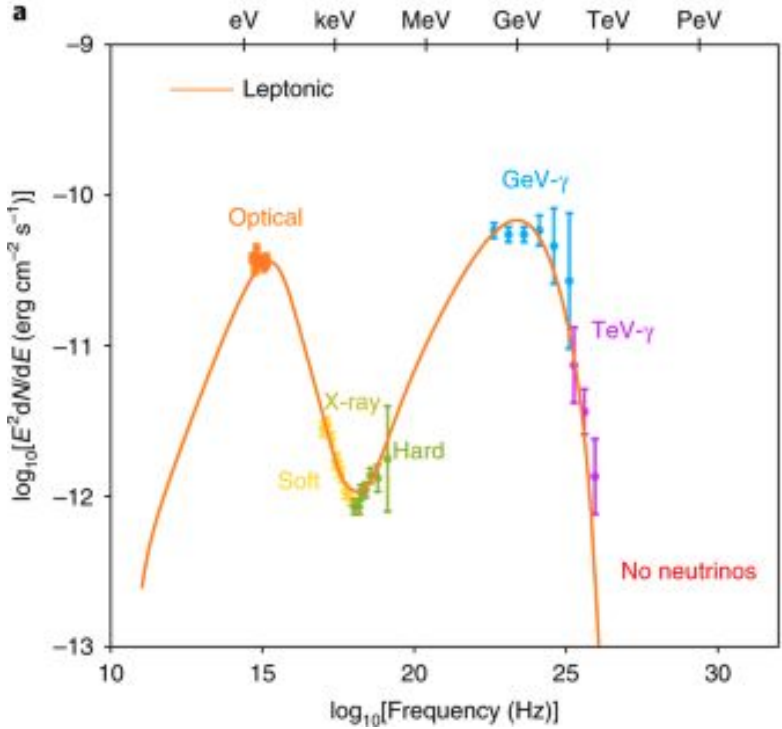 a
eV keV MeV GeV TeV PeV
−9
Leptonic
−10
GeV-γ
Optical
−11
TeV-γ
X-ray
Hard
Soft
−12
No neutrinos
−13
10 15 20 25 30
log₁₀[Frequency (Hz)]
log₁₀[E²dN/dE (erg cm⁻² s⁻¹)]